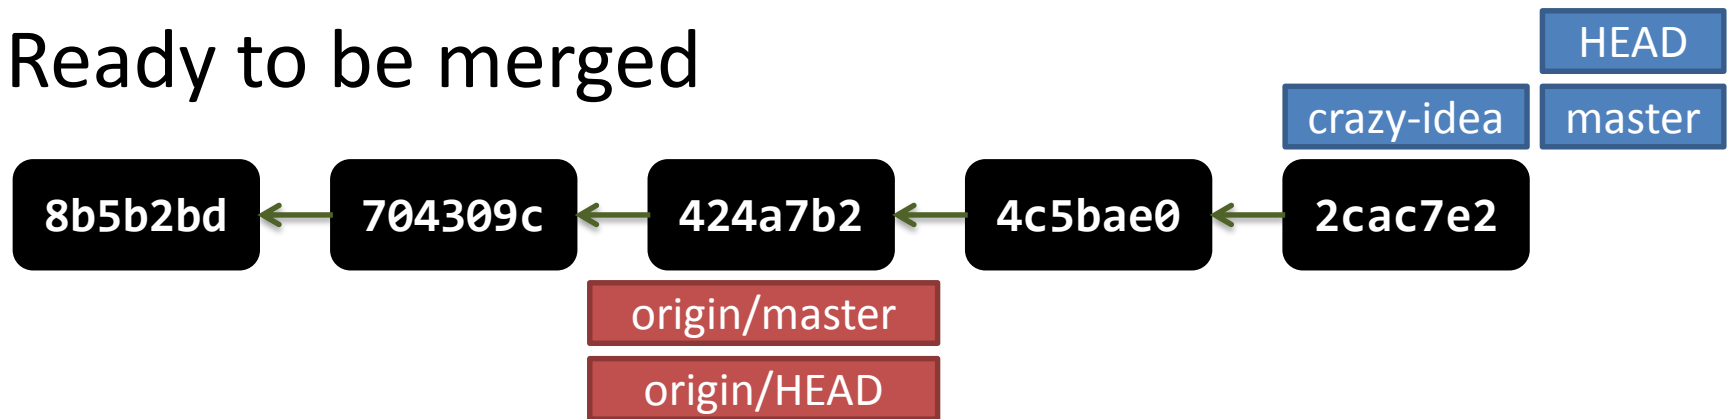 Ready to be merged
HEAD
crazy-idea master
8b5b2bd 704309c 424a7b2 4c5bae0 2cac7e2
origin/master
origin/HEAD